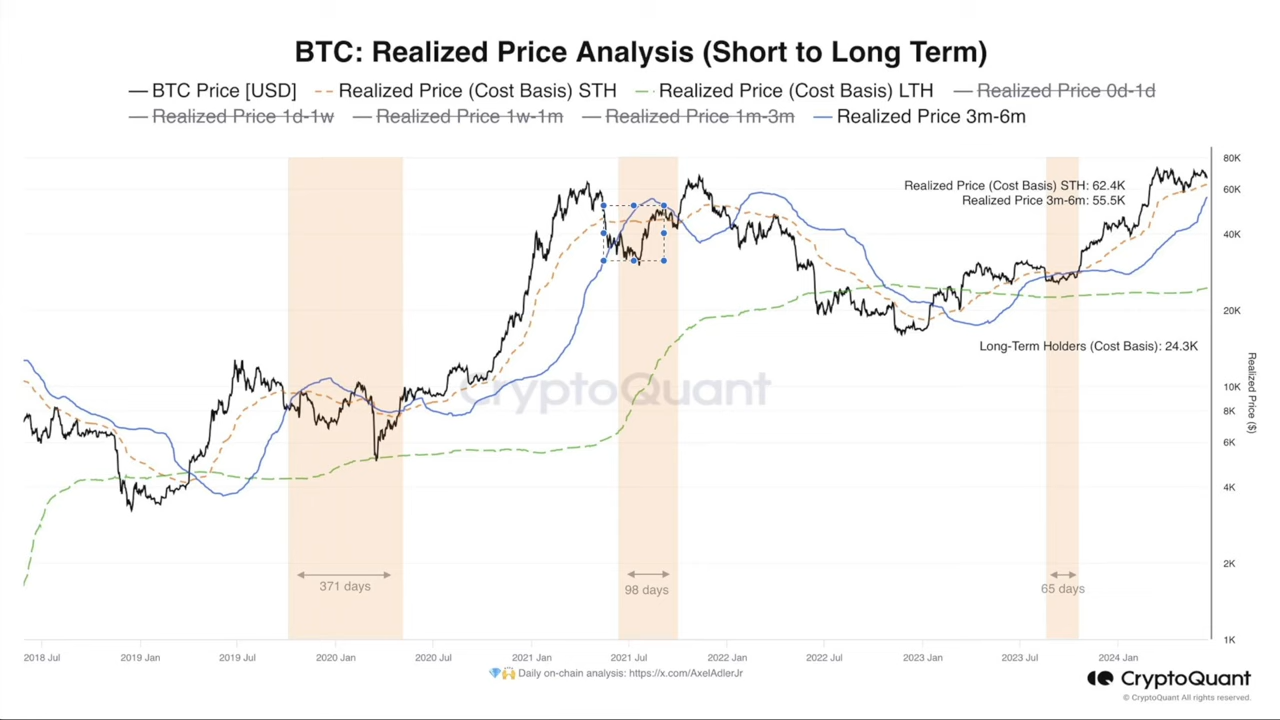 BTC: Realized Price Analysis (Short to Long Term)
BTC Price [USD] Realized Price (Cost Basis) STH Realized Price (Cost Basis) LTH Realized Price 0d-1d
Realized Price 1d-1w Realized Price 1w-1m Realized Price 1m-3m Realized Price 3m-6m
80K
Realized Price (Cost Basis) STH: 62.4K
60K
Realized Price 3m-6m: 55.5K
40K
20K
Long-Term Holders (Cost Basis): 24.3K
CryptoQuant
10K
8K
6K
4K
2K
1K
Realized Price ($)
371 days
98 days
65 days
2018 Jul 2019 Jan 2019 Jul 2020 Jan 2020 Jul 2021 Jan 2021 Jul 2022 Jan 2022 Jul 2023 Jan 2023 Jul 2024 Jan
💎🙌 Daily on-chain analysis: https://x.com/AxelAdlerJr
CryptoQuant
© CryptoQuant All rights reserved.